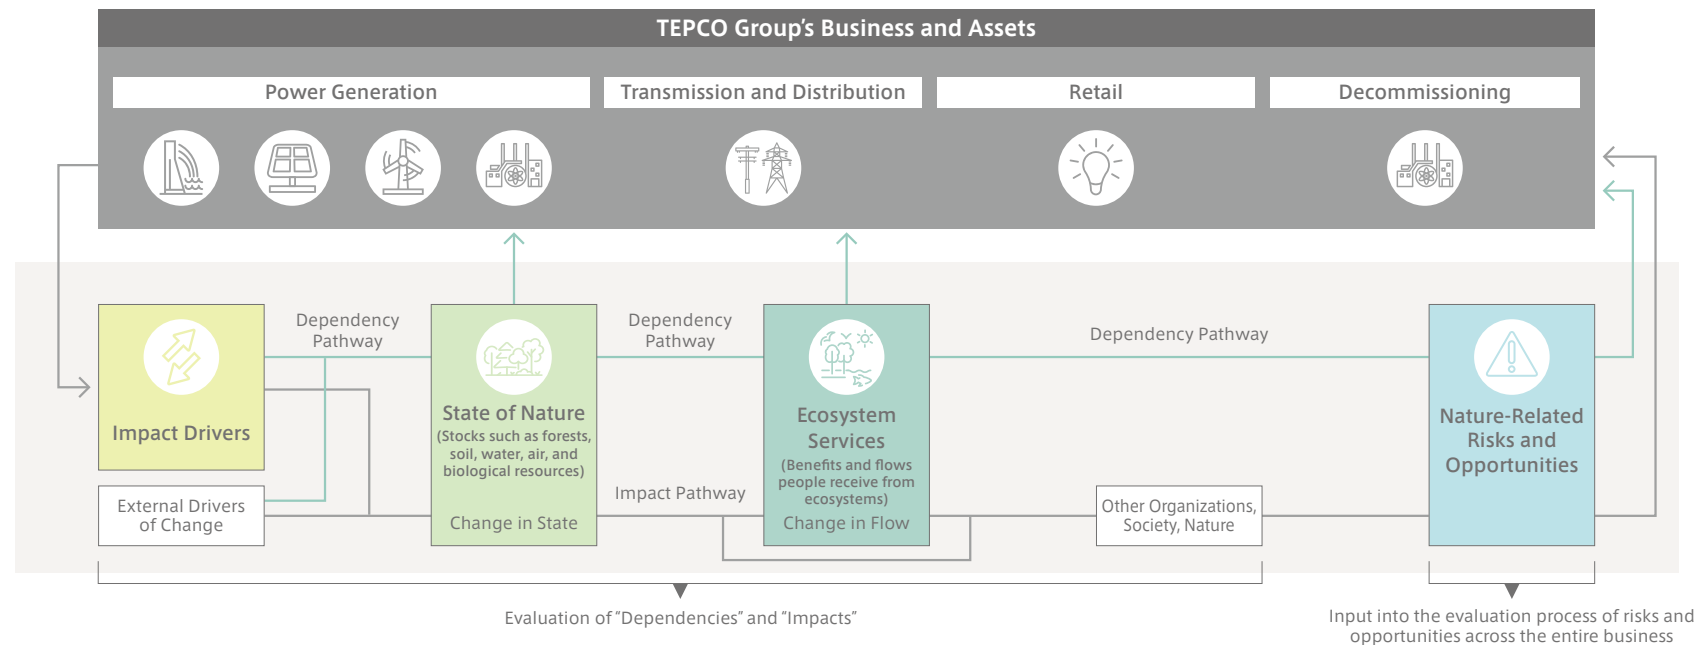 TEPCO Group's Business and Assets
Power Generation
Transmission and Distribution
Retail
Decommissioning
Impact Drivers
External Drivers
of Change
Dependency
Pathway
State of Nature
(Stocks such as forests,
soil, water, air, and
biological resources)
Change in State
Dependency
Pathway
Impact Pathway
Ecosystem
Services
(Benefits and flows
people receive from
ecosystems)
Change in Flow
Dependency Pathway
Other Organizations,
Society, Nature
Nature-Related
Risks and
Opportunities
Evaluation of "Dependencies" and "Impacts"
Input into the evaluation process of risks and
opportunities across the entire business